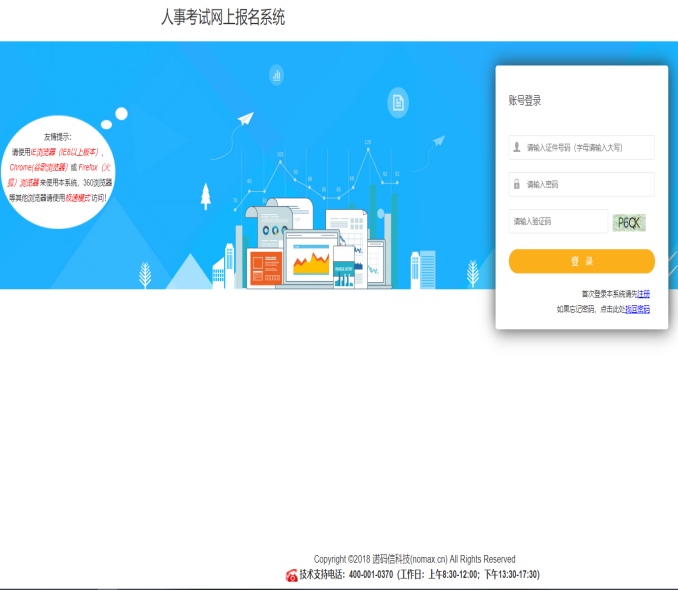 人事考试网上报名系统
友情提示：
请使用IE浏览器（IE8以上版本）、
Chrome(谷歌浏览器）或 Firefox（火
狐）浏览器 来使用本系统，360浏览器
等其他浏览器请使用极速模式 访问！
账号登录
请输入证件号码（字母请输入大写）
请输入密码
请输入验证码
P6CX
登 录
首次登录本系统请先注册
如果忘记密码，点击此处找回密码
Copyright ©2018 诺码信科技(nomax.cn) All Rights Reserved
技术支持电话：400-001-0370（工作日：上午8:30-12:00；下午13:30-17:30）